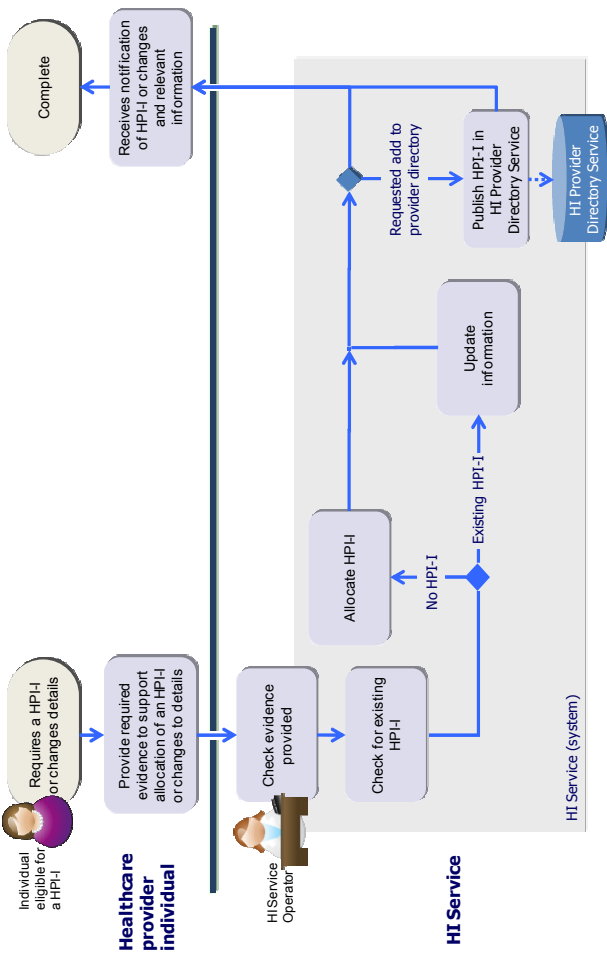 Individual
eligible for
a HPI-I
Requires a HPI-I
or changes details
Complete
Healthcare
provider
individual
Provide required
evidence to support
allocation of an HPI-I
or changes to details
Receives notification
of HPI-I or changes
and relevant
information
HI Service
Operator
Check evidence
provided
Check for existing
HPI-I
HI Service
No HPI-I
Existing HPI-I
Allocate HPI-I
Update
information
Requested add to
provider directory
Publish HPI-I in
HI Provider
Directory Service
HI Provider
Directory Service
HI Service (system)